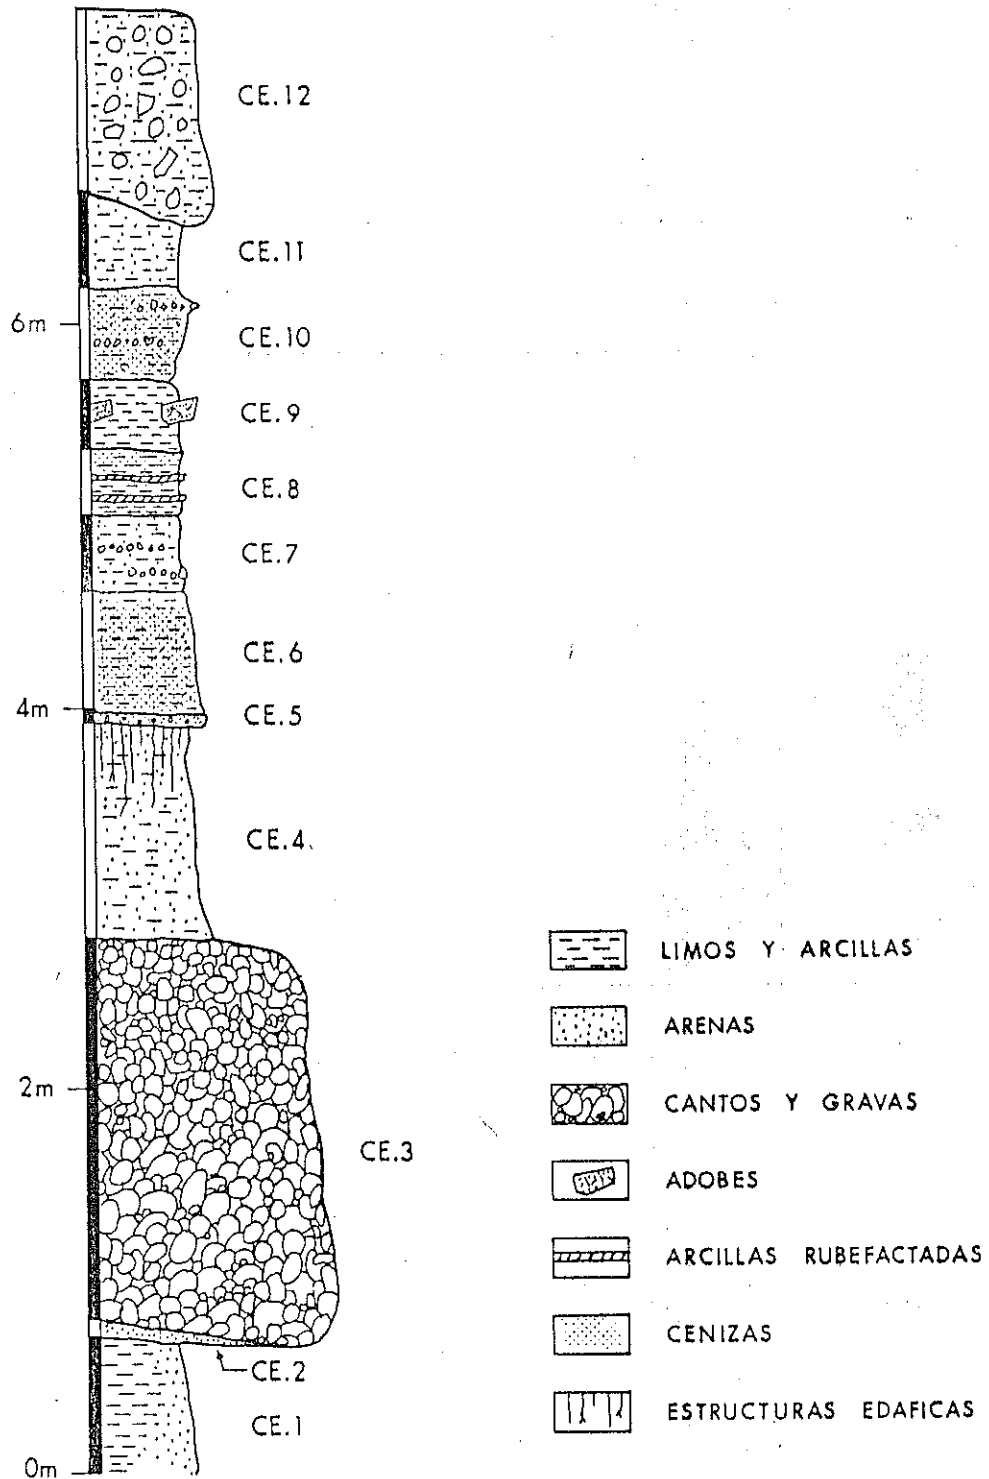 CE.12
CE.11
6m
CE.10
CE.9
CE.8
CE.7
CE.6
4m
CE.5
CE.4
2m
CE.3
CE.2
CE.1
0m
LIMOS Y ARCILLAS
ARENAS
CANTOS Y GRAVAS
ADOBES
ARCILLAS RUBEFACTADAS
CENIZAS
ESTRUCTURAS EDAFICAS